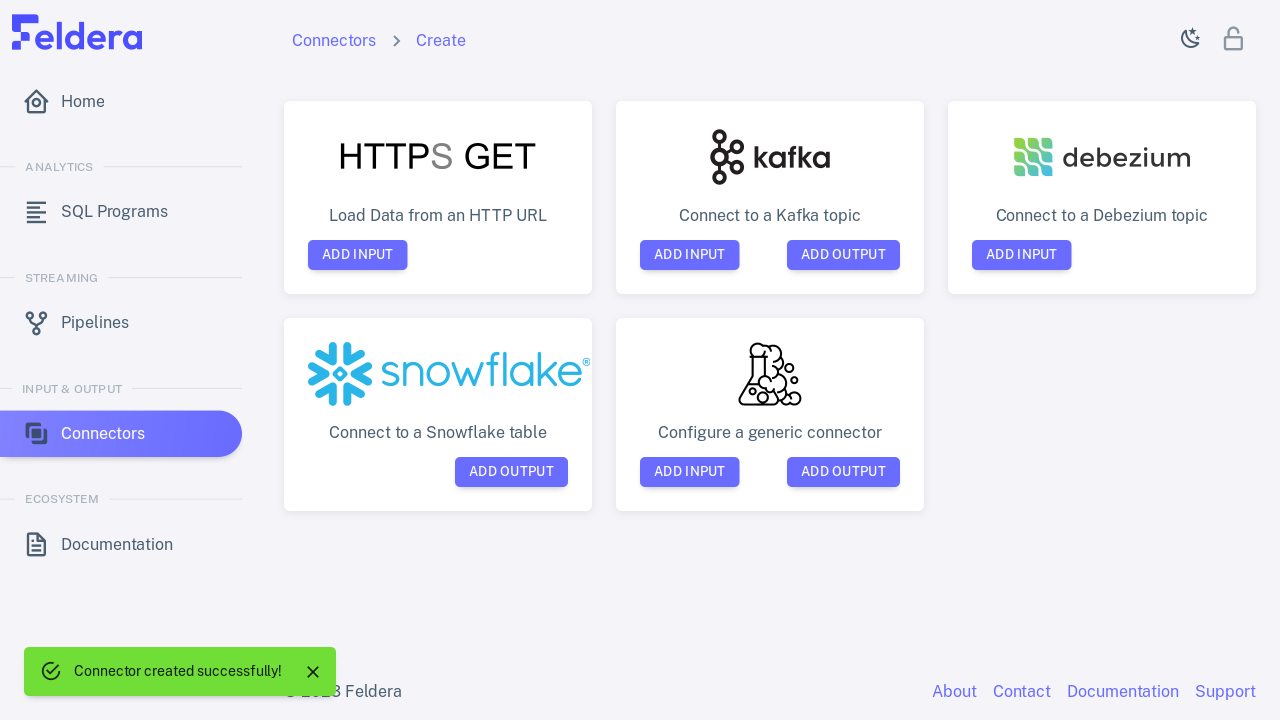 Feldera
Connectors
Create
Home
ANALYTICS
SQL Programs
STREAMING
Pipelines
INPUT & OUTPUT
Connectors
ECOSYSTEM
Documentation
HTTPS GET
Load Data from an HTTP URL
ADD INPUT
kafka
Connect to a Kafka topic
ADD INPUT
ADD OUTPUT
debezium
Connect to a Debezium topic
ADD INPUT
snowflake®
Connect to a Snowflake table
ADD OUTPUT
Configure a generic connector
ADD INPUT
ADD OUTPUT
Connector created successfully!
Feldera
About
Contact
Documentation
Support